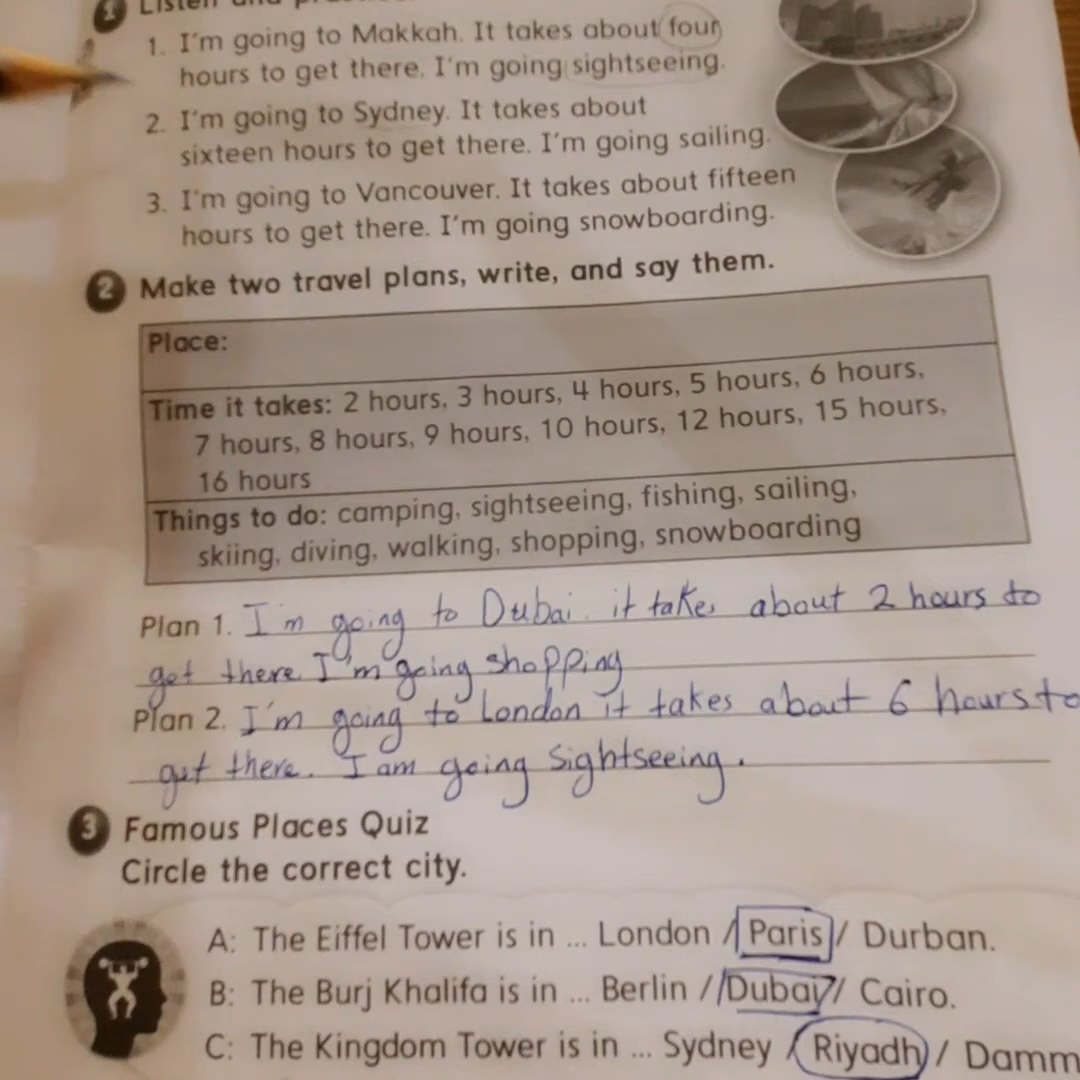 1 Listen and
1. I'm going to Makkah. It takes about four
hours to get there. I'm going sightseeing.
2. I'm going to Sydney. It takes about
sixteen hours to get there. I'm going sailing.
3. I'm going to Vancouver. It takes about fifteen
hours to get there. I'm going snowboarding.
2 Make two travel plans, write, and say them.
Place:
Time it takes: 2 hours, 3 hours, 4 hours, 5 hours, 6 hours,
7 hours, 8 hours, 9 hours, 10 hours, 12 hours, 15 hours,
16 hours
Things to do: camping, sightseeing, fishing, sailing,
skiing, diving, walking, shopping, snowboarding
Plan 1. I'm going to Dubai. it takes about 2 hours to
get there I'm going shopping
Plan 2. I'm going to London it takes about 6 hours to
get there. I am going sightseeing.
3 Famous Places Quiz
Circle the correct city.
A: The Eiffel Tower is in ... London / Paris / Durban.
B: The Burj Khalifa is in ... Berlin / Dubai / Cairo.
C: The Kingdom Tower is in ... Sydney / Riyadh / Damm